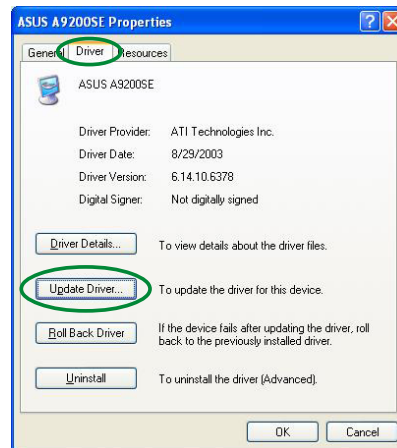 ASUS A9200SE Properties
General Driver Resources
ASUS A9200SE
Driver Provider: ATI Technologies Inc.
Driver Date: 8/29/2003
Driver Version: 6.14.10.6378
Digital Signer: Not digitally signed
Driver Details... To view details about the driver files.
Update Driver... To update the driver for this device.
Roll Back Driver If the device fails after updating the driver, roll
back to the previously installed driver.
Uninstall To uninstall the driver (Advanced).
OK Cancel